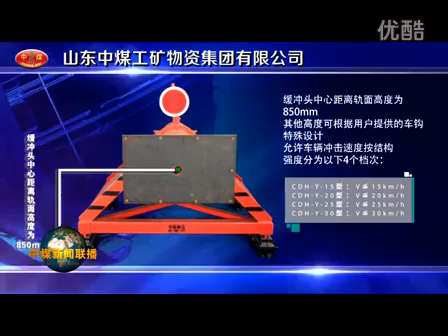 优酷
中煤
山东中煤工矿物资集团有限公司
缓冲头中心距离轨面高度为
850mm
其他高度可根据用户提供的车钩
特殊设计
允许车辆冲击速度按结构
强度分为以下4个档次：
CDH-Y-15型：V≤15km/h
CDH-Y-20型：V≤20km/h
CDH-Y-25型：V≤25km/h
CDH-Y-30型：V≤30km/h
缓冲头中心距离轨面高度为
850m
中煤新闻联播